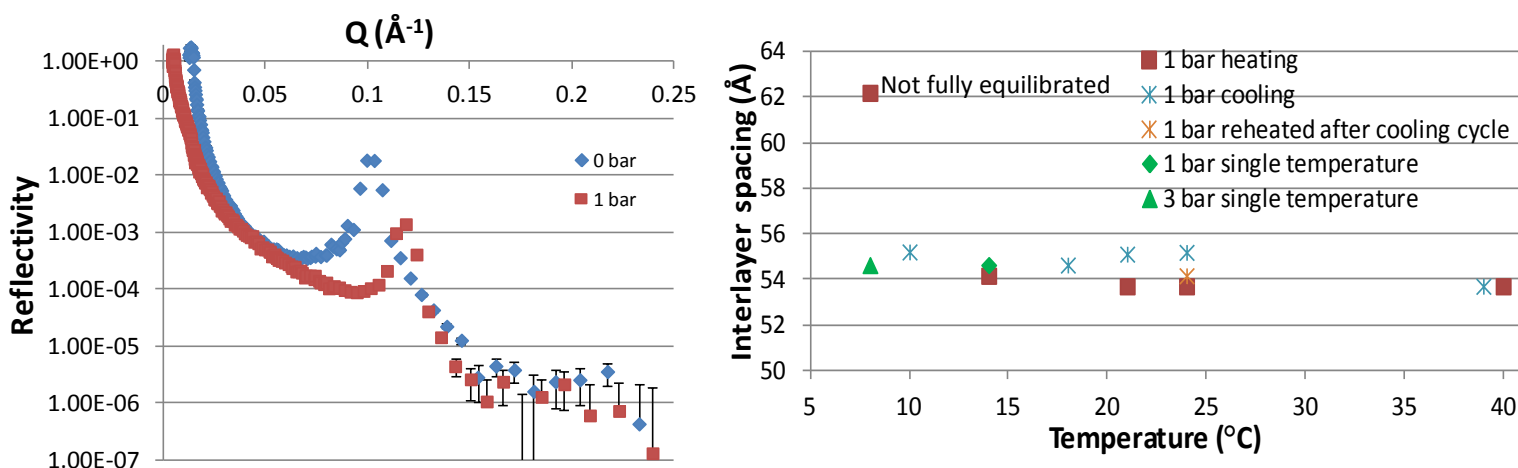 Q (Å-1)
1.00E+00
0 0.05 0.1 0.15 0.2 0.25
1.00E-01
1.00E-02
1.00E-03
1.00E-04
1.00E-05
1.00E-06
1.00E-07
Reflectivity
0 bar
1 bar
64
62
60
58
56
54
52
50
Interlayer spacing (Å)
Not fully equilibrated
1 bar heating
1 bar cooling
1 bar reheated after cooling cycle
1 bar single temperature
3 bar single temperature
5 10 15 20 25 30 35 40
Temperature (°C)